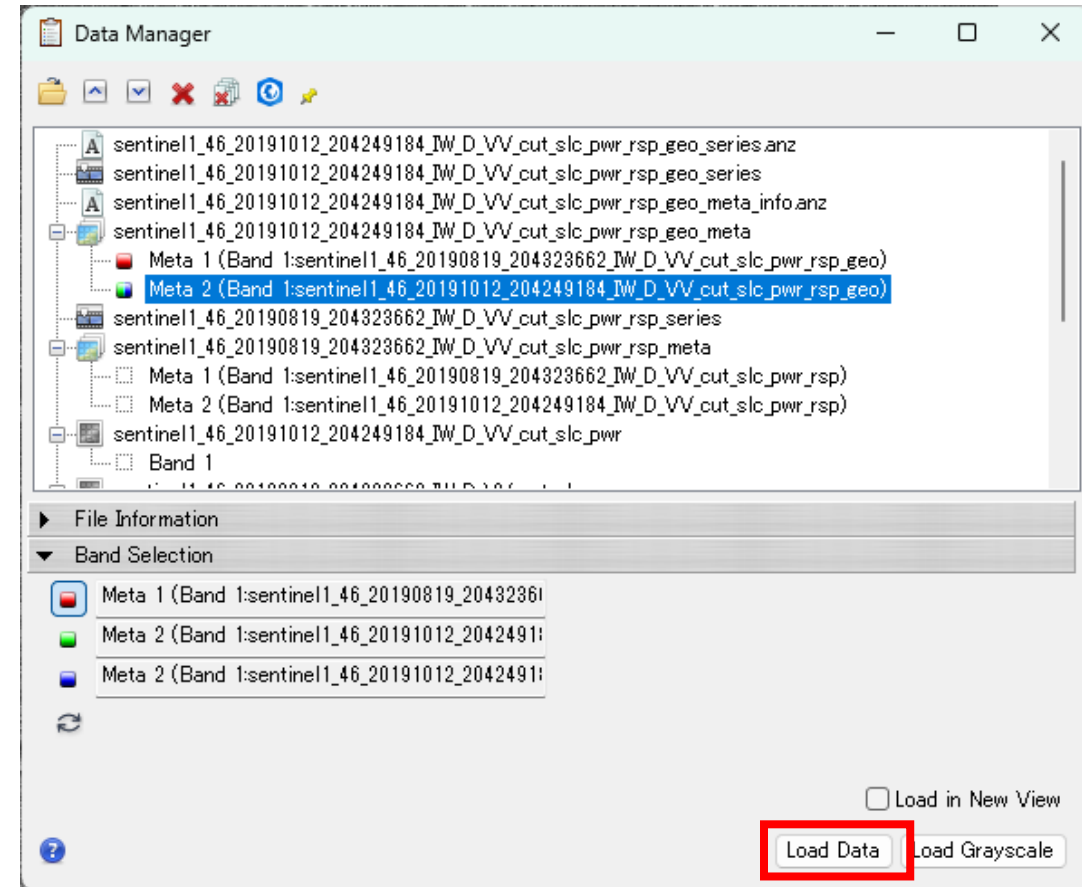 Data Manager
sentinel1_46_20191012_204249184_IW_D_VV_cut_slc_pwr_rsp_geo_series.anz
sentinel1_46_20191012_204249184_IW_D_VV_cut_slc_pwr_rsp_geo_series
sentinel1_46_20191012_204249184_IW_D_VV_cut_slc_pwr_rsp_geo_meta_info.anz
sentinel1_46_20191012_204249184_IW_D_VV_cut_slc_pwr_rsp_geo_meta
Meta 1 (Band 1:sentinel1_46_20190819_204323662_IW_D_VV_cut_slc_pwr_rsp_geo)
Meta 2 (Band 1:sentinel1_46_20191012_204249184_IW_D_VV_cut_slc_pwr_rsp_geo)
sentinel1_46_20190819_204323662_IW_D_VV_cut_slc_pwr_rsp_series
sentinel1_46_20190819_204323662_IW_D_VV_cut_slc_pwr_rsp_meta
Meta 1 (Band 1:sentinel1_46_20190819_204323662_IW_D_VV_cut_slc_pwr_rsp)
Meta 2 (Band 1:sentinel1_46_20191012_204249184_IW_D_VV_cut_slc_pwr_rsp)
sentinel1_46_20191012_204249184_IW_D_VV_cut_slc_pwr
Band 1
File Information
Band Selection
Meta 1 (Band 1:sentinel1_46_20190819_2043236
Meta 2 (Band 1:sentinel1_46_20191012_2042491
Meta 2 (Band 1:sentinel1_46_20191012_2042491
Load in New View
Load Data Load Grayscale